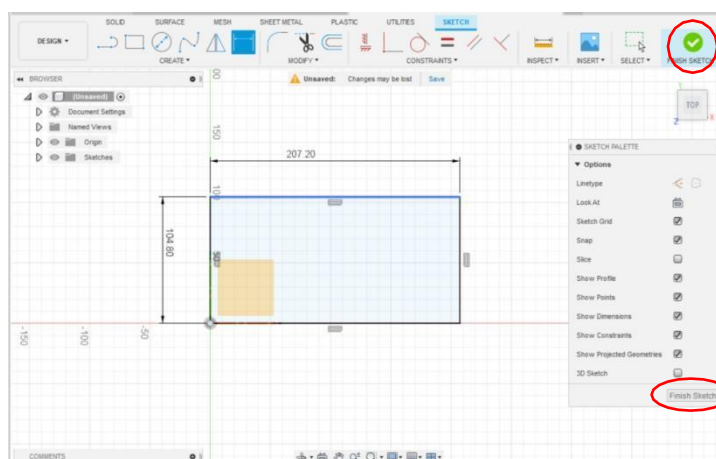 SOLID SURFACE MESH SHEET METAL PLASTIC UTILITIES SKETCH
DESIGN
CREATE MODIFY CONSTRAINTS INSPECT INSERT SELECT FINISH SKETCH
BROWSER
Unsaved: Changes may be lost Save
(Unsaved)
Document Settings
Named Views
Origin
Sketches
TOP
Z
X
150
100
50
207.20
104.80
-150
-100
-50
SKETCH PALETTE
Options
Linetype
Look At
Sketch Grid
Snap
Slice
Show Profile
Show Points
Show Dimensions
Show Constraints
Show Projected Geometries
3D Sketch
Finish Sketch
COMMENTS